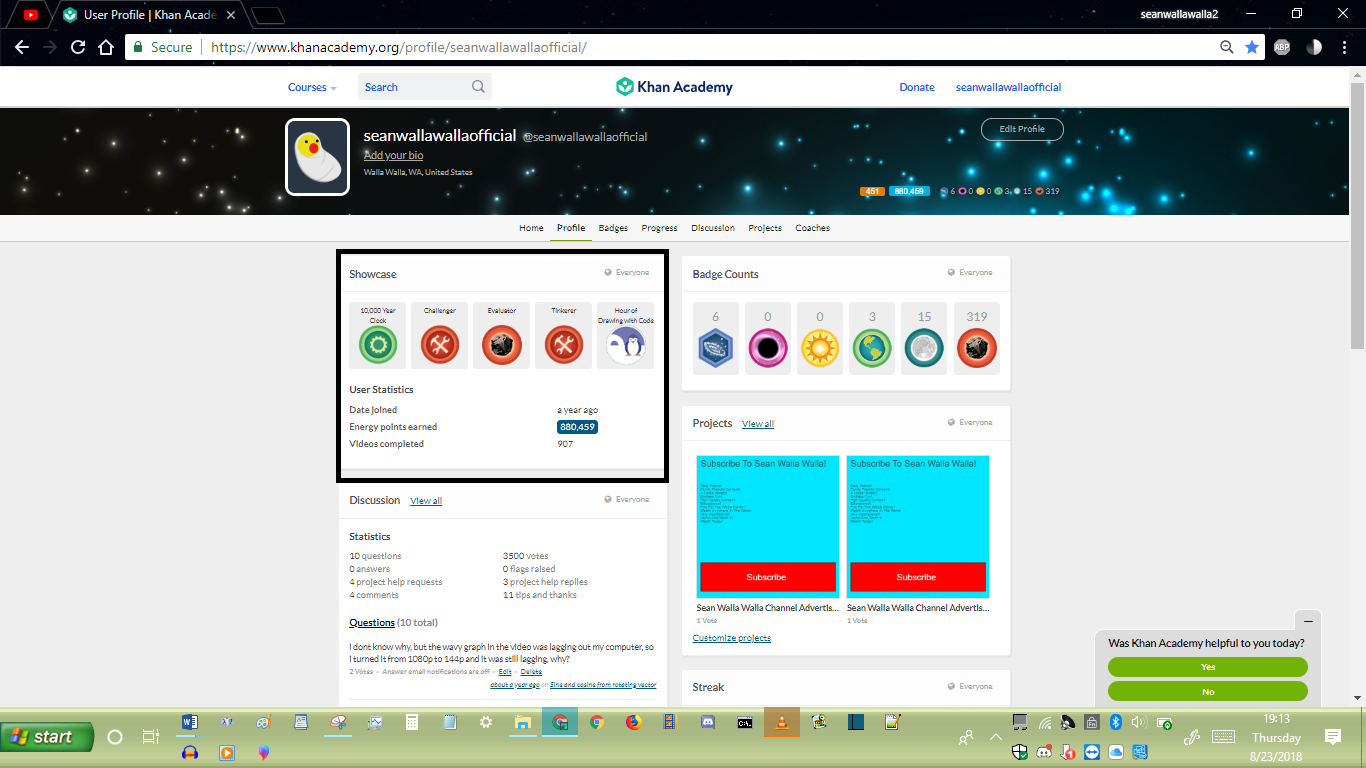 User Profile | Khan Acade
seanwallawalla2
Secure
https://www.khanacademy.org/profile/seanwallawallaofficial/
ABP
Courses
Search
Khan Academy
Donate
seanwallawallaofficial
seanwallawallaofficial @seanwallawallaofficial
Add your bio
Walla Walla, WA, United States
Edit Profile
451 880,459 6 0 0 3 15 319
Home Profile Badges Progress Discussion Projects Coaches
Showcase
Everyone
10,000 Year
Clock
Challenger
Evaluator
Tinkerer
Hour of
Drawing with Code
User Statistics
Date Joined a year ago
Energy points earned 880,459
Videos completed 907
Discussion View all
Everyone
Statistics
10 questions 3500 votes
0 answers 0 flags raised
4 project help requests 3 project help replies
4 comments 11 tips and thanks
Questions (10 total)
I dont know why, but the wavy graph in the video was lagging out my computer, so
I turned it from 1080p to 144p and it was still lagging, why?
2 Votes • Answer email notifications are off • Edit • Delete
about a year ago on Sine and cosine from rotating vector
Badge Counts
Everyone
6 0 0 3 15 319
Projects View all
Everyone
Subscribe To Sean Walla Walla!
Subscribe
Sean Walla Walla Channel Advertis...
1 Vote
Subscribe To Sean Walla Walla!
Subscribe
Sean Walla Walla Channel Advertis...
1 Vote
Customize projects
Streak
Everyone
Was Khan Academy helpful to you today?
Yes
No
start
19:13
Thursday
8/23/2018